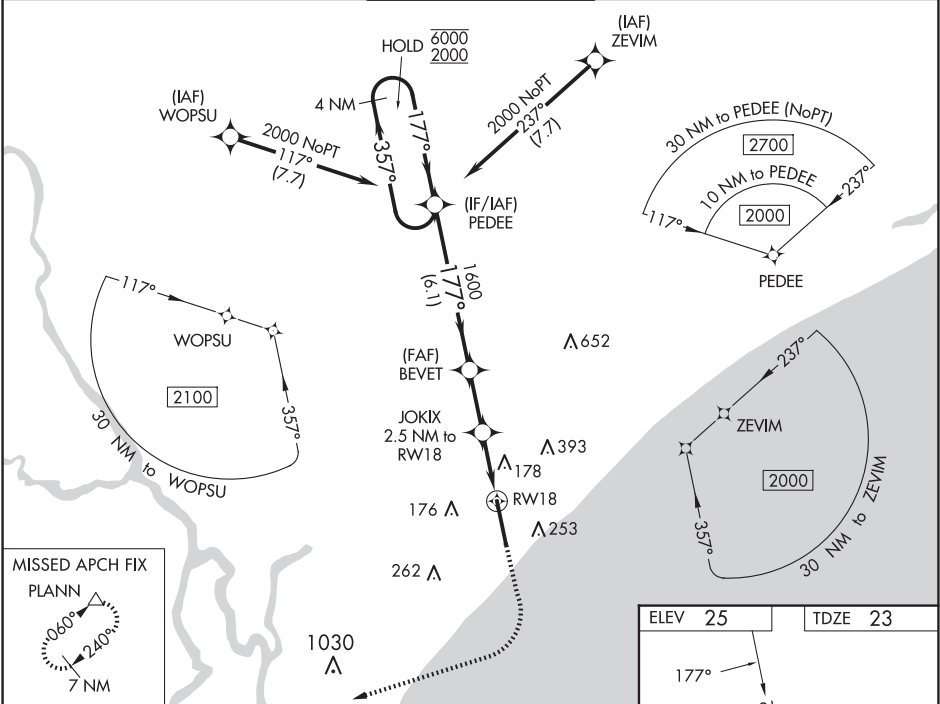 HOLD 6000
2000
(IAF)
ZEVIM
4 NM
177°
357°
2000 NoPT
237°
(7.7)
(IAF)
WOPSU
2000 NoPT
117°
(7.7)
(IF/IAF)
PEDEE
30 NM to PEDEE (NoPT)
2700
10 NM to PEDEE
2000
117°
237°
PEDEE
1600
177°
(6.1)
117°
WOPSU
2100
357°
30 NM to WOPSU
652
(FAF)
BEVET
JOKIX
2.5 NM to
RW18
393
178
RW18
176
253
262
1030
237°
ZEVIM
2000
357°
30 NM to ZEVIM
MISSED APCH FIX
PLANN
060°
240°
7 NM
ELEV 25
TDZE 23
177°